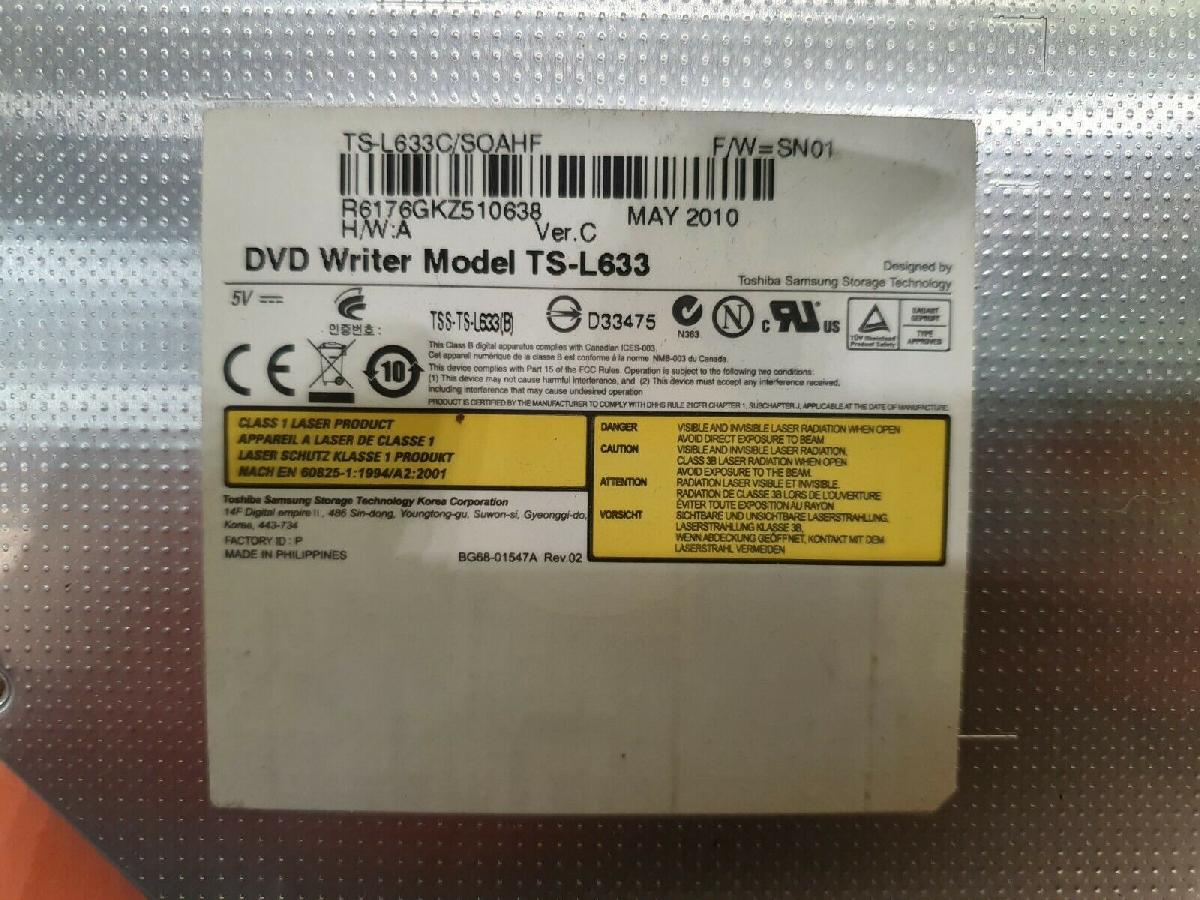 TS-L633C/SOAHF F/W=SN01
R6176GKZ510638 MAY 2010
H/W:A Ver.C
DVD Writer Model TS-L633
Designed by
Toshiba Samsung Storage Technology
5V
인증번호 : TSS-TS-L633(B) D33475 N363 N c UL US
TÜV Rheinland
Product Safety
TYPE
APPROVED
CE 10
This Class B digital apparatus complies with Canadian ICES-003.
Cet appareil numérique de la classe B est conforme à la norme NMB-003 du Canada.
This device complies with Part 15 of the FCC Rules. Operation is subject to the following two conditions:
(1) This device may not cause harmful interference, and (2) This device must accept any interference received,
including interference that may cause undesired operation
PRODUCT IS CERTIFIED BY THE MANUFACTURER TO COMPLY WITH DHHS RULE 21CFR CHAPTER 1, SUBCHAPTER J, APPLICABLE AT THE DATE OF MANUFACTURE
CLASS 1 LASER PRODUCT
APPAREIL A LASER DE CLASSE 1
LASER SCHUTZ KLASSE 1 PRODUKT
NACH EN 60825-1:1994/A2:2001
DANGER VISIBLE AND INVISIBLE LASER RADIATION WHEN OPEN
AVOID DIRECT EXPOSURE TO BEAM
CAUTION VISIBLE AND INVISIBLE LASER RADIATION,
CLASS 3B LASER RADIATION WHEN OPEN
AVOID EXPOSURE TO THE BEAM.
ATTENTION RADIATION LASER VISIBLE ET INVISIBLE.
RADIATION DE CLASSE 3B LORS DE L'OUVERTURE
ÉVITER TOUTE EXPOSITION AU RAYON
VORSICHT SICHTBARE UND UNSICHTBARE LASERSTRAHLUNG,
LASERSTRAHLUNG KLASSE 3B,
WENN ABDECKUNG GEÖFFNET, KONTAKT MIT DEM
LASERSTRAHL VERMEIDEN
Toshiba Samsung Storage Technology Korea Corporation
14F Digital empire II, 486 Sin-dong, Youngtong-gu, Suwon-si, Gyeonggi-do,
Korea, 443-734
FACTORY ID : P
MADE IN PHILIPPINES BG68-01547A Rev.02